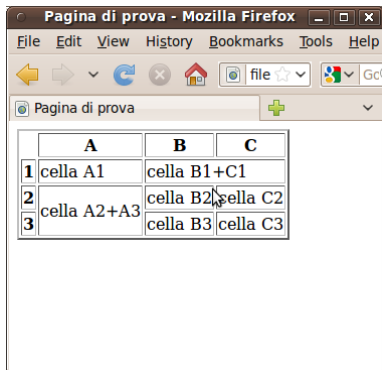 Pagina di prova - Mozilla Firefox
File Edit View History Bookmarks Tools Help
file
Pagina di prova
A B C
1 cella A1 cella B1+C1
2 cella A2+A3 cella B2 cella C2
3 cella B3 cella C3